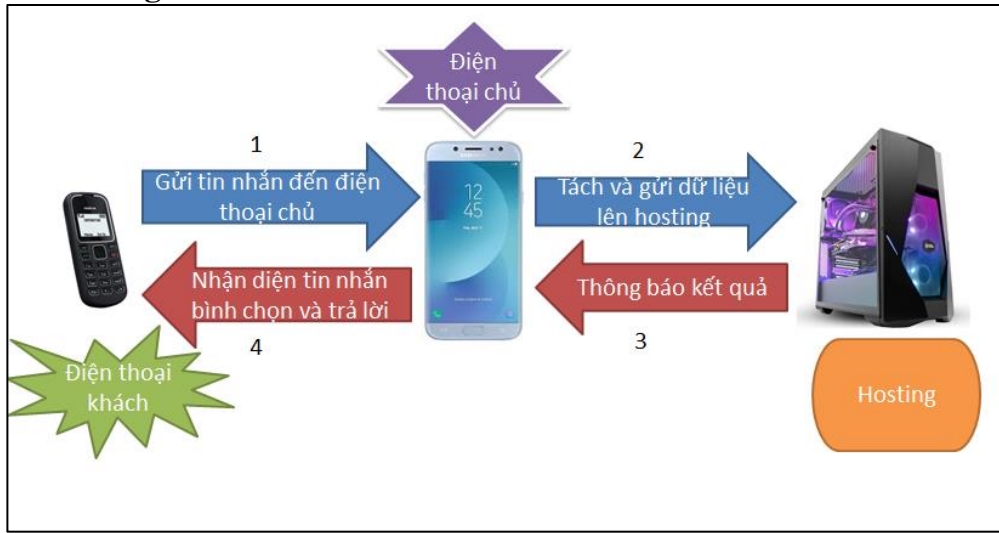 Điện
thoại chủ
1
Gửi tin nhắn đến điện
thoại chủ
2
Tách và gửi dữ liệu
lên hosting
12
45
Nhận diện tin nhắn
bình chọn và trả lời
4
Thông báo kết quả
3
Điện thoại
khách
Hosting